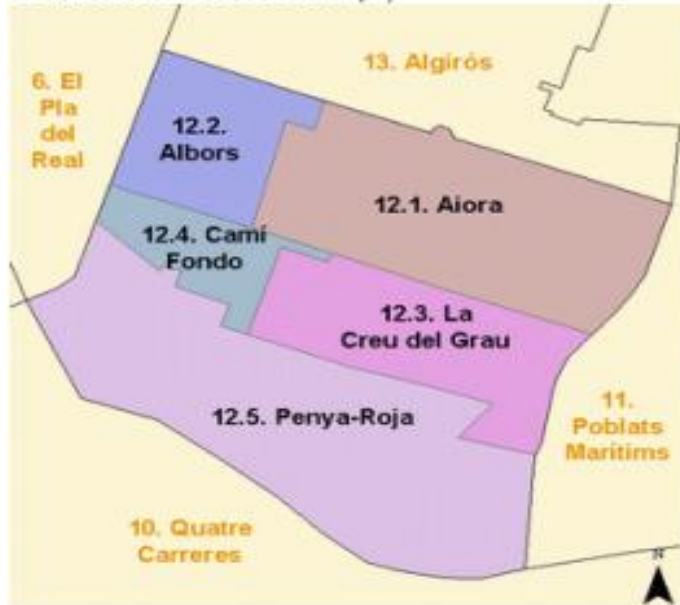 13. Algírós
6. El
Pla
del
Real
12.2.
Albors
12.1. Aiora
12.4. Camí
Fondo
12.3. La
Creu del Grau
12.5. Penya-Roja
11.
Poblats
Marítims
10. Quatre
Carreres
N